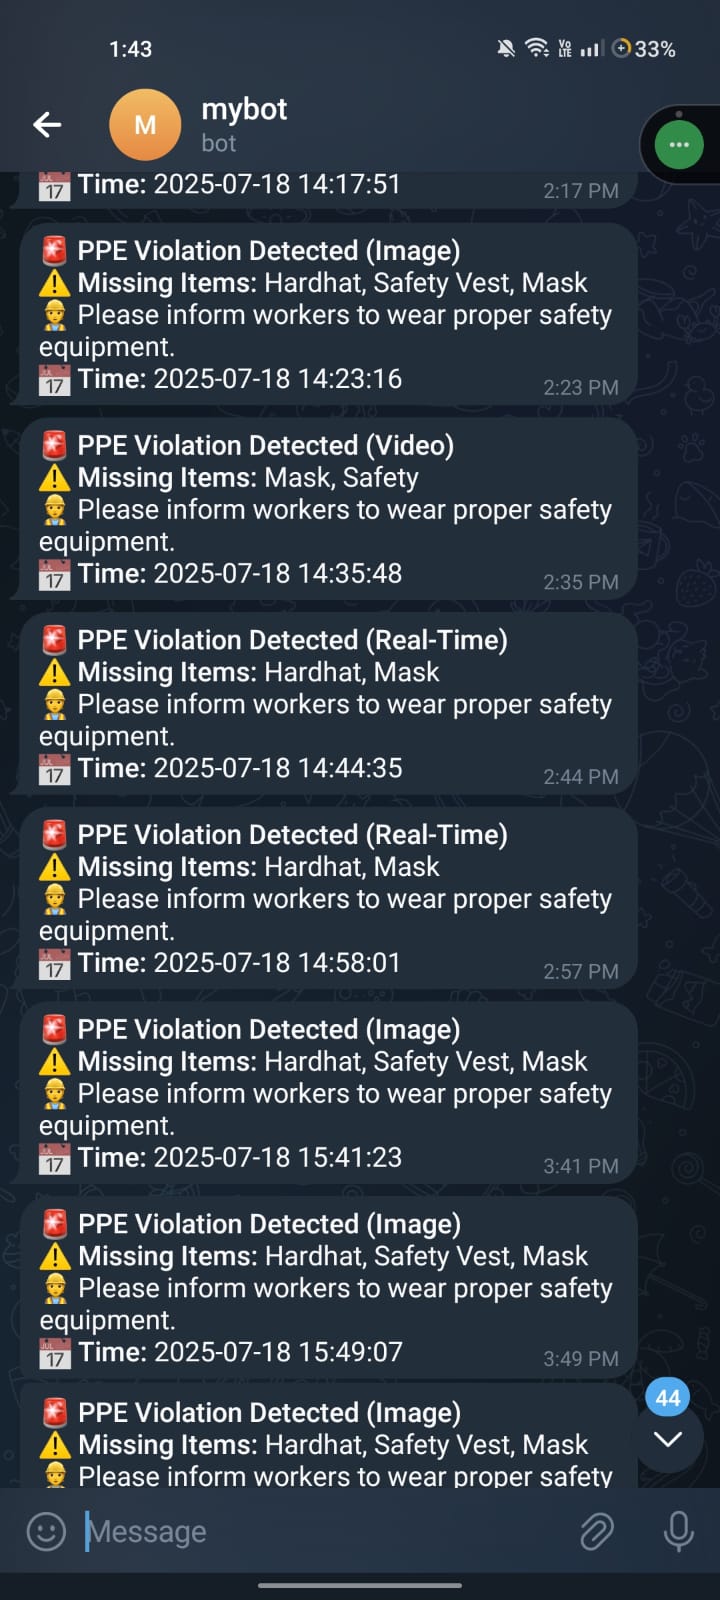 1:43
Vo LTE 33%
M
mybot
bot
Time: 2025-07-18 14:17:51 2:17 PM
🚨 PPE Violation Detected (Image)
⚠️ Missing Items: Hardhat, Safety Vest, Mask
👷 Please inform workers to wear proper safety
equipment.
📅 Time: 2025-07-18 14:23:16 2:23 PM
🚨 PPE Violation Detected (Video)
⚠️ Missing Items: Mask, Safety
👷 Please inform workers to wear proper safety
equipment.
📅 Time: 2025-07-18 14:35:48 2:35 PM
🚨 PPE Violation Detected (Real-Time)
⚠️ Missing Items: Hardhat, Mask
👷 Please inform workers to wear proper safety
equipment.
📅 Time: 2025-07-18 14:44:35 2:44 PM
🚨 PPE Violation Detected (Real-Time)
⚠️ Missing Items: Hardhat, Mask
👷 Please inform workers to wear proper safety
equipment.
📅 Time: 2025-07-18 14:58:01 2:57 PM
🚨 PPE Violation Detected (Image)
⚠️ Missing Items: Hardhat, Safety Vest, Mask
👷 Please inform workers to wear proper safety
equipment.
📅 Time: 2025-07-18 15:41:23 3:41 PM
🚨 PPE Violation Detected (Image)
⚠️ Missing Items: Hardhat, Safety Vest, Mask
👷 Please inform workers to wear proper safety
equipment.
📅 Time: 2025-07-18 15:49:07 3:49 PM
🚨 PPE Violation Detected (Image)
44
⚠️ Missing Items: Hardhat, Safety Vest, Mask
👷 Please inform workers to wear proper safety
Message